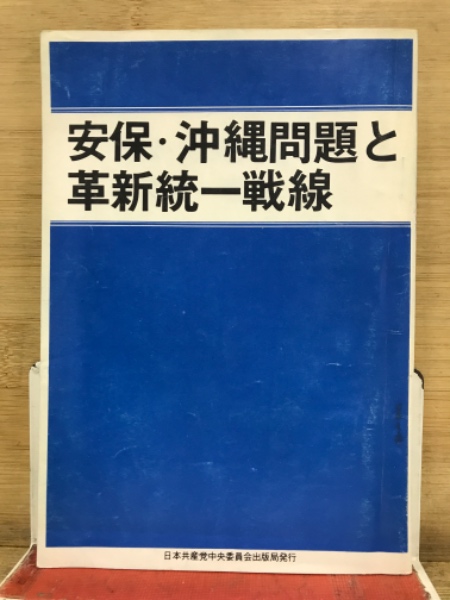 安保・沖縄問題と
革新統一戦線
日本共産党中央委員会出版局発行